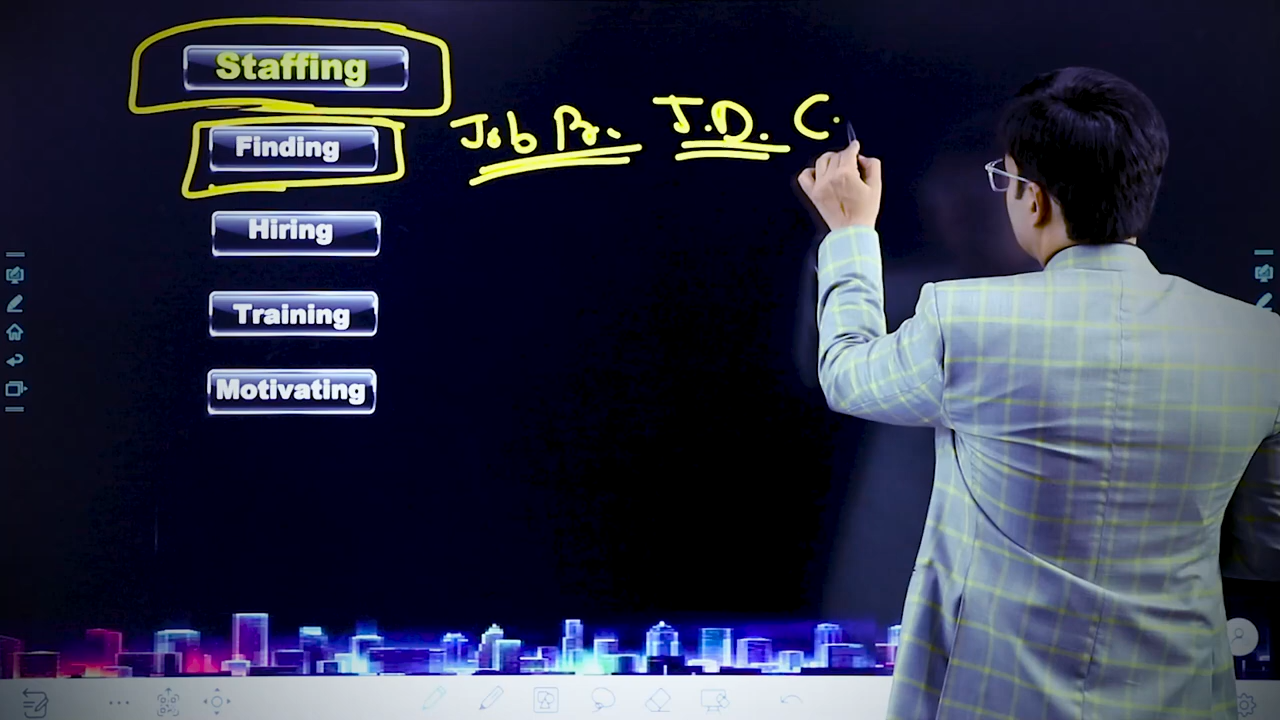 Staffing
Finding
Job Pr. J.D. C.
Hiring
Training
Motivating